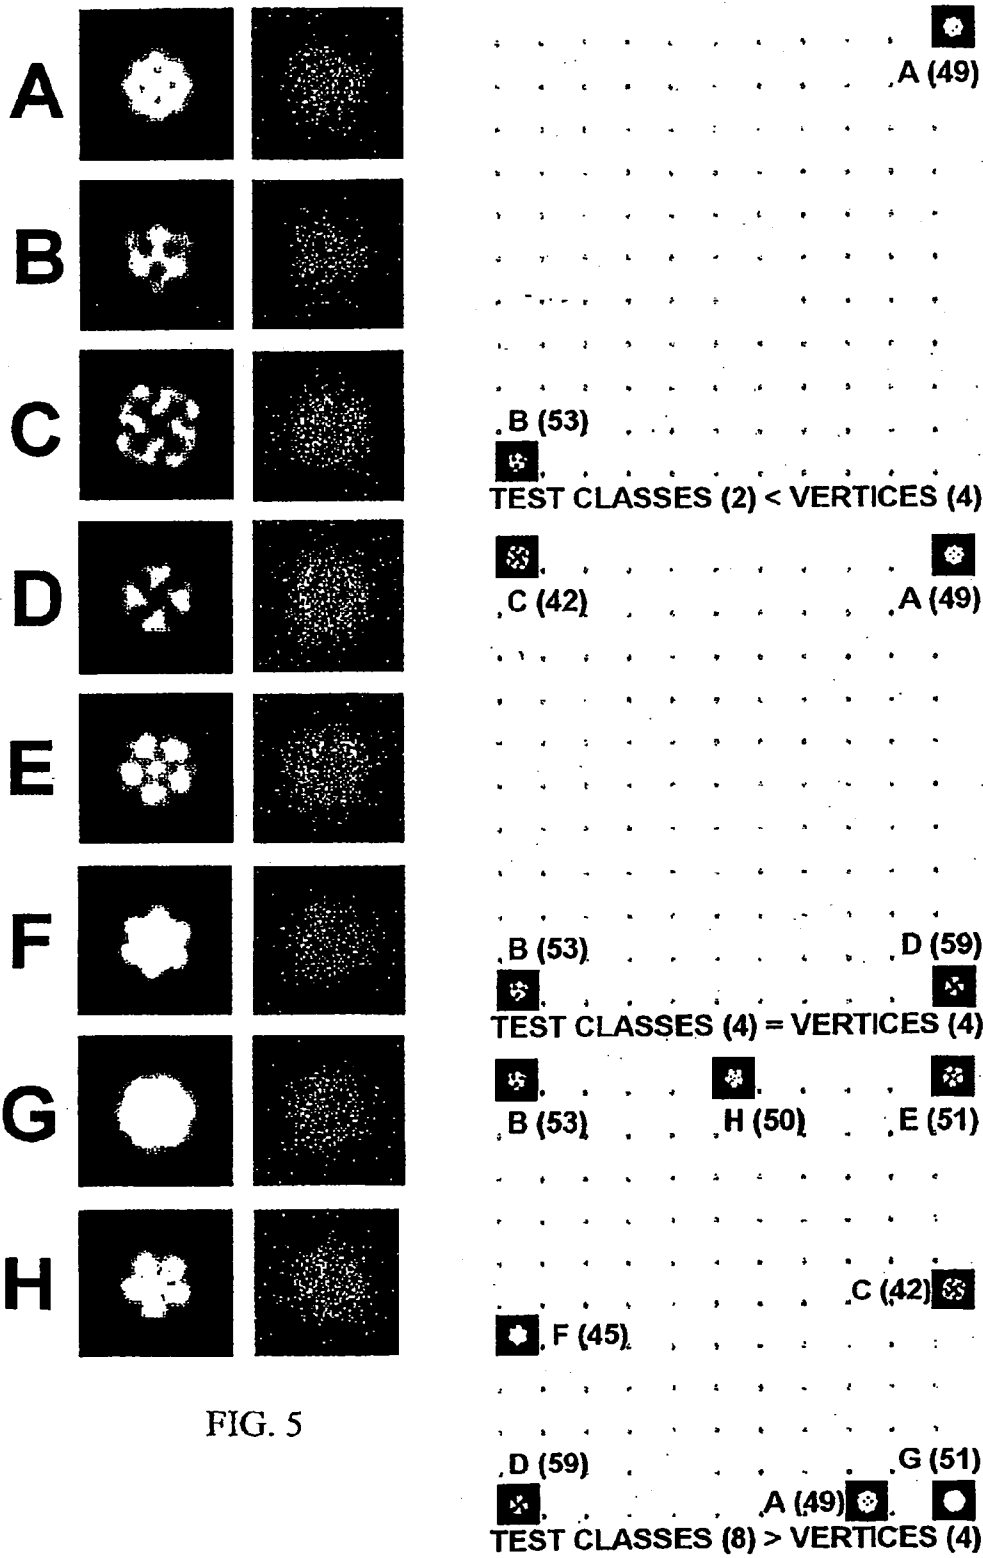 A
B
C
D
E
F
G
H
FIG. 5
A (49)
B (53)
TEST CLASSES (2) < VERTICES (4)
C (42)
A (49)
B (53)
D (59)
TEST CLASSES (4) = VERTICES (4)
B (53)
H (50)
E (51)
C (42)
F (45)
D (59)
G (51)
A (49)
TEST CLASSES (8) > VERTICES (4)